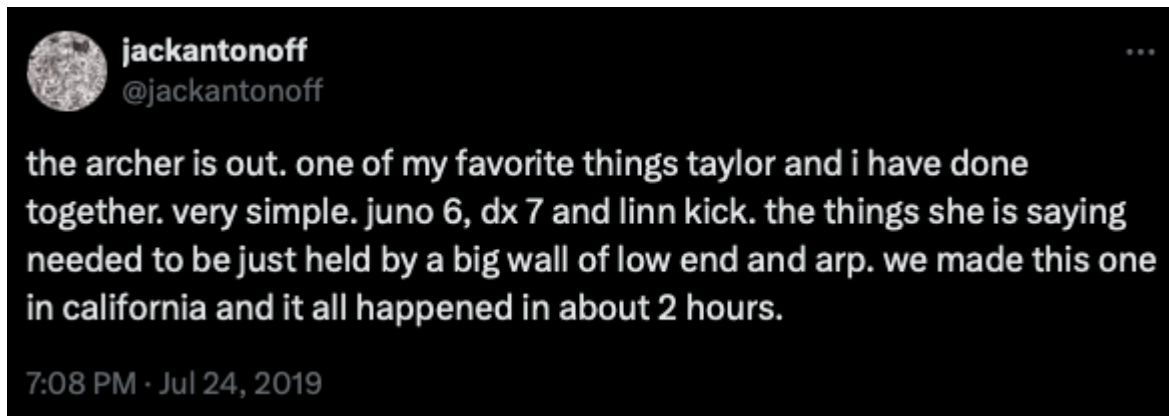 jackantonoff
@jackantonoff
the archer is out. one of my favorite things taylor and i have done
together. very simple. juno 6, dx 7 and linn kick. the things she is saying
needed to be just held by a big wall of low end and arp. we made this one
in california and it all happened in about 2 hours.
7:08 PM · Jul 24, 2019